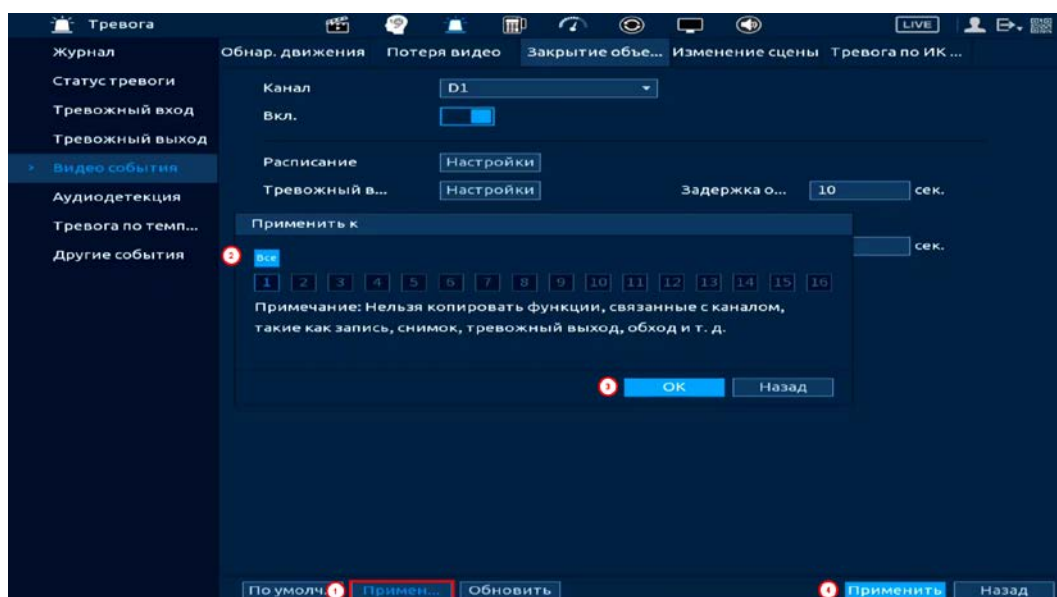 Тревога LIVE
Журнал
Статус тревоги
Тревожный вход
Тревожный выход
> Видео события
Аудиодетекция
Тревога по темп...
Другие события
Обнар. движения Потеря видео Закрытие объе... Изменение сцены Тревога по ИК ...
Канал D1
Вкл.
Расписание Настройки
Тревожный в... Настройки Задержка о... 10 сек.
сек.
Применить к
2 Все
1 2 3 4 5 6 7 8 9 10 11 12 13 14 15 16
Примечание: Нельзя копировать функции, связанные с каналом,
такие как запись, снимок, тревожный выход, обход и т. д.
3 OK Назад
По умолч. 1 Примен... Обновить 4 Применить Назад